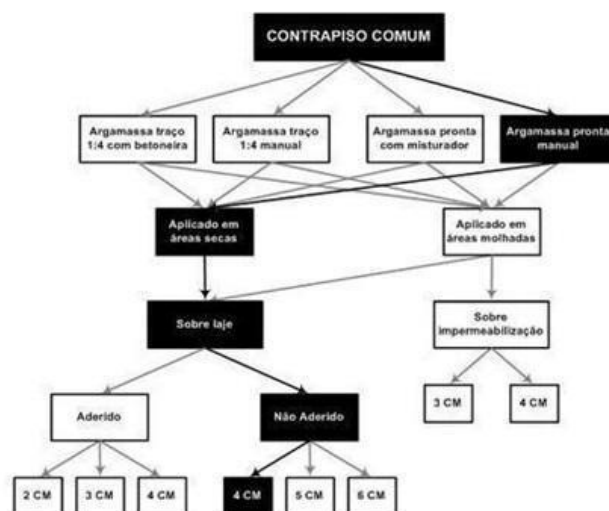 CONTRAPISO COMUM
Argamassa traço
1:4 com betoneira
Argamassa traço
1:4 manual
Argamassa pronta
com misturador
Argamassa pronta
manual
Aplicado em
áreas secas
Aplicado em
áreas molhadas
Sobre laje
Sobre
impermeabilização
3 CM
4 CM
Aderido
Não Aderido
2 CM
3 CM
4 CM
4 CM
5 CM
6 CM